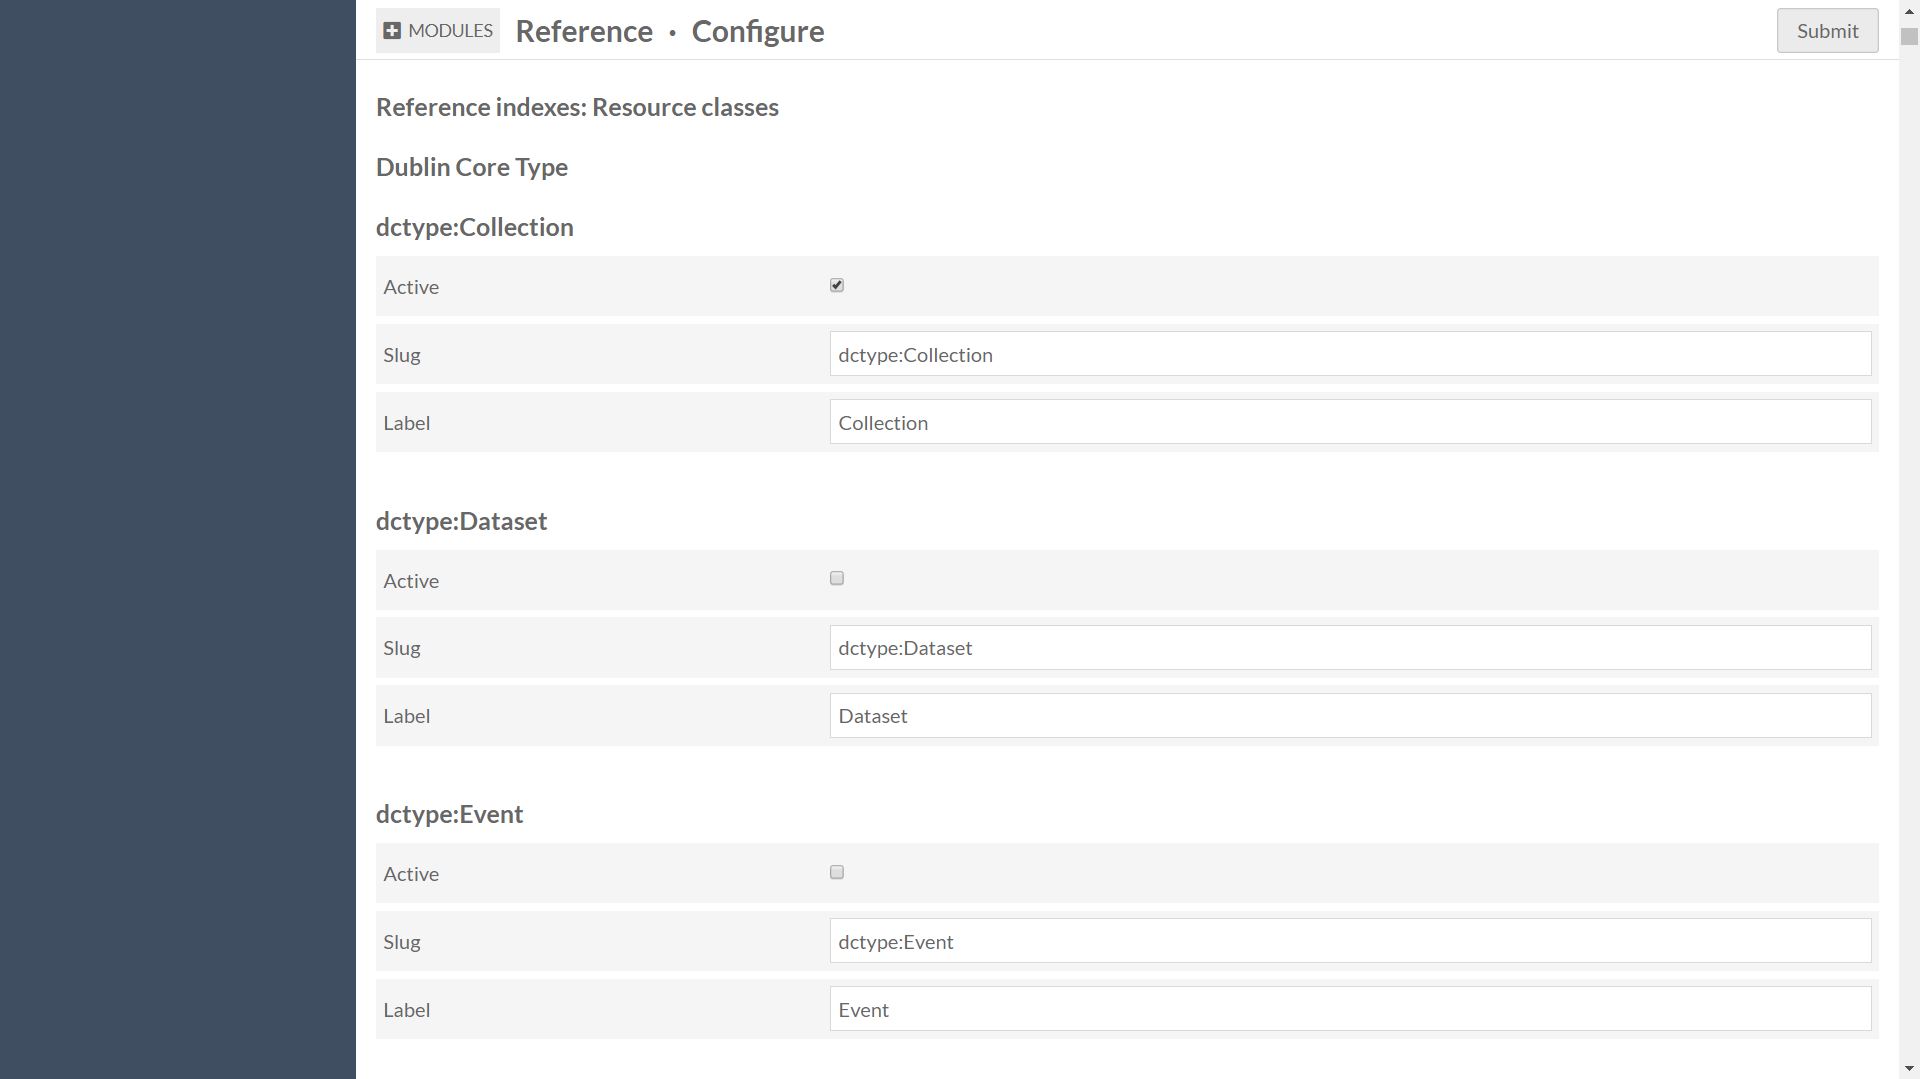 MODULES Reference · Configure
Submit
Reference indexes: Resource classes
Dublin Core Type
dctype:Collection
Active
Slug dctype:Collection
Label Collection
dctype:Dataset
Active
Slug dctype:Dataset
Label Dataset
dctype:Event
Active
Slug dctype:Event
Label Event